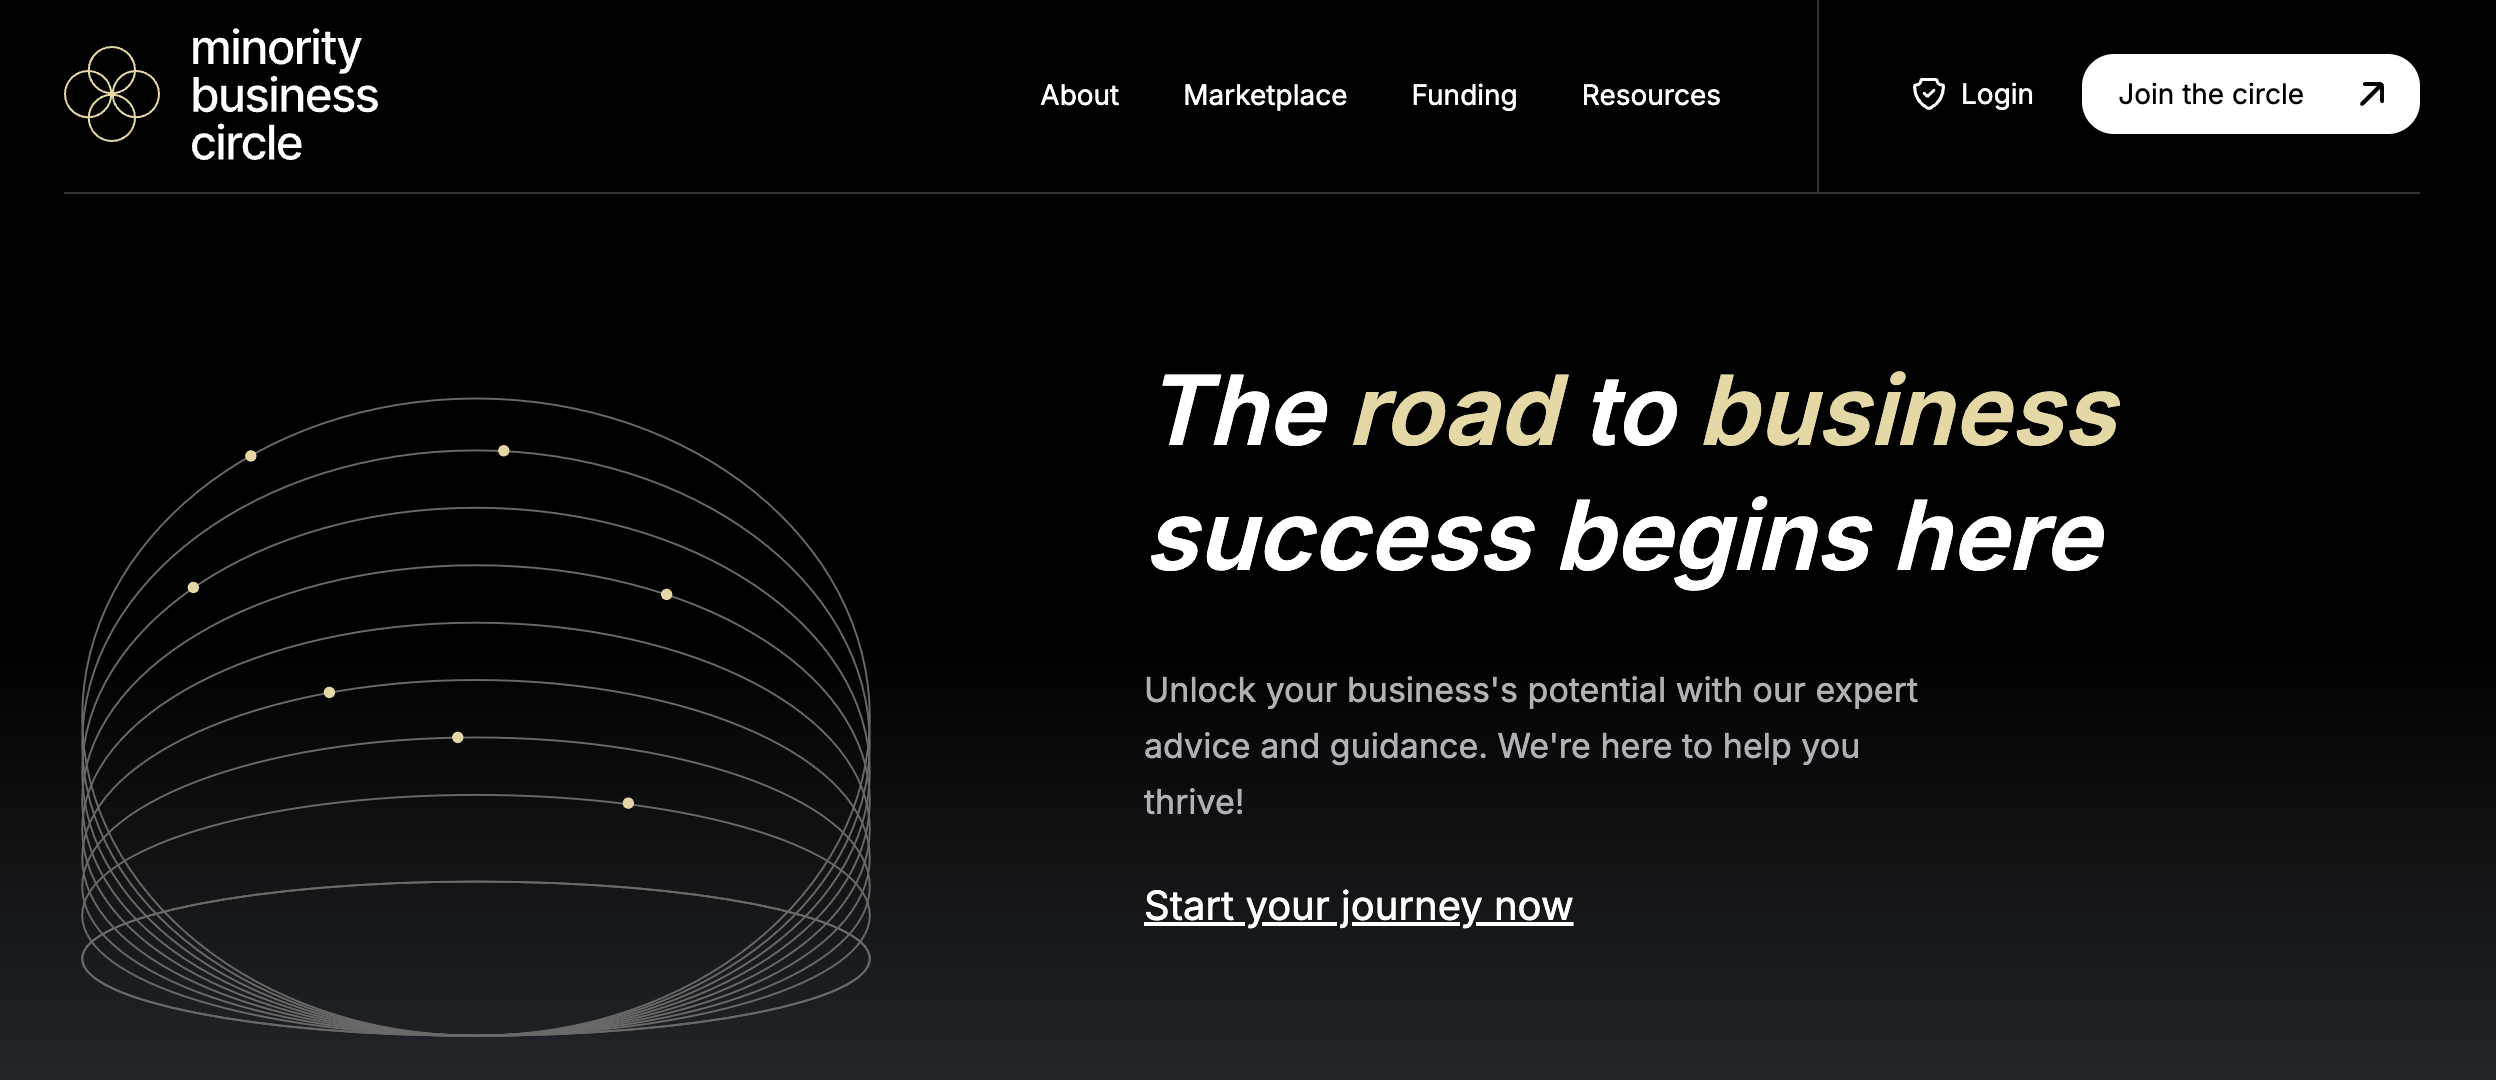 minority
business
circle
About
Marketplace
Funding
Resources
Login
Join the circle
The road to business
success begins here
Unlock your business's potential with our expert
advice and guidance. We're here to help you
thrive!
Start your journey now